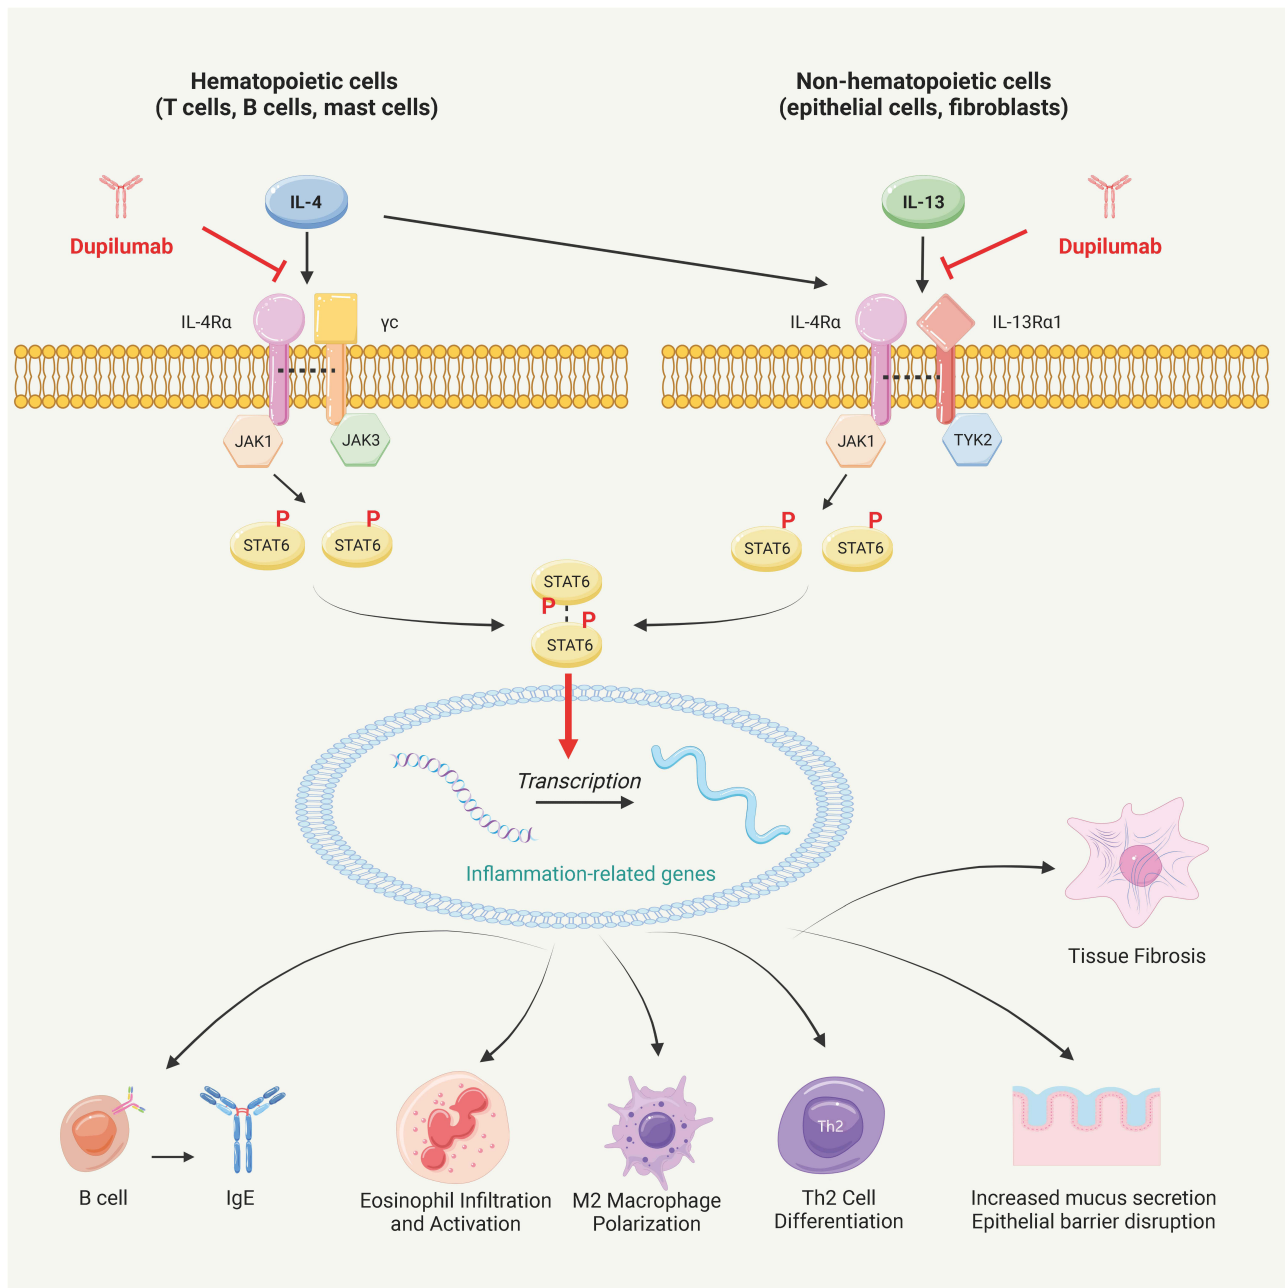 Hematopoietic cells
(T cells, B cells, mast cells)
Non-hematopoietic cells
(epithelial cells, fibroblasts)
IL-4
IL-13
Dupilumab
Dupilumab
IL-4Rα
γc
IL-4Rα
IL-13Rα1
JAK1
JAK3
JAK1
TYK2
P
STAT6
P
STAT6
P
STAT6
P
STAT6
STAT6
P
P
STAT6
Transcription
Inflammation-related genes
Tissue Fibrosis
Th2
B cell
IgE
Eosinophil Infiltration
and Activation
M2 Macrophage
Polarization
Th2 Cell
Differentiation
Increased mucus secretion
Epithelial barrier disruption